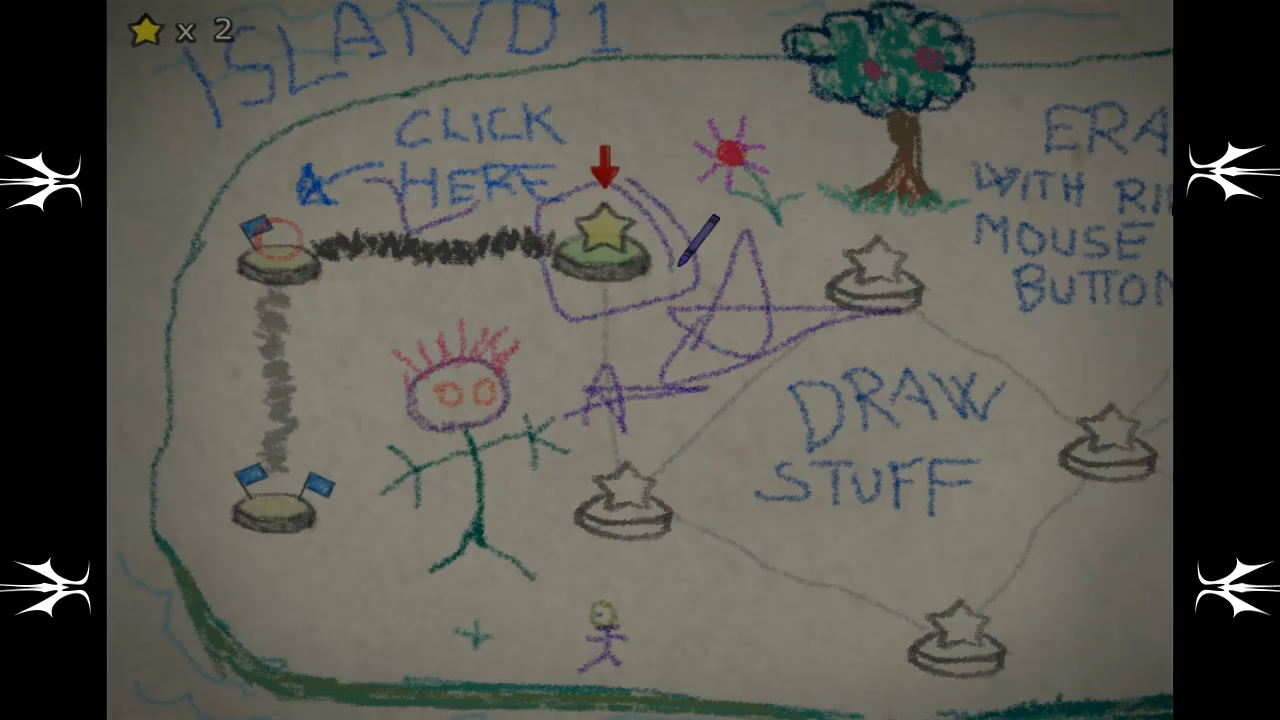 x 2
ISLAND 1
CLICK
HERE
ERA
WITH RI
MOUSE
BUTTON
DRAW
STUFF